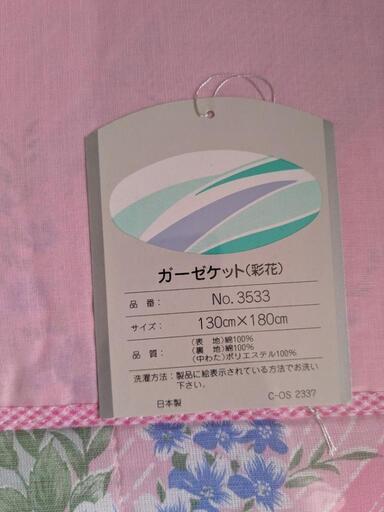 ガーゼケット(彩花)
品番: No.3533
サイズ: 130cm×180cm
品質: (表地)綿100%
(裏地)綿100%
(中わた)ポリエステル100%
洗濯方法:製品に絵表示されている方法でお洗い
下さい。
日本製 C-OS 2337